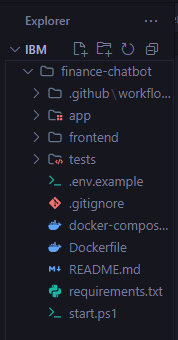 Explorer
IBM
finance-chatbot
.github\workflo...
app
frontend
tests
.env.example
.gitignore
docker-compos...
Dockerfile
README.md
requirements.txt
start.ps1